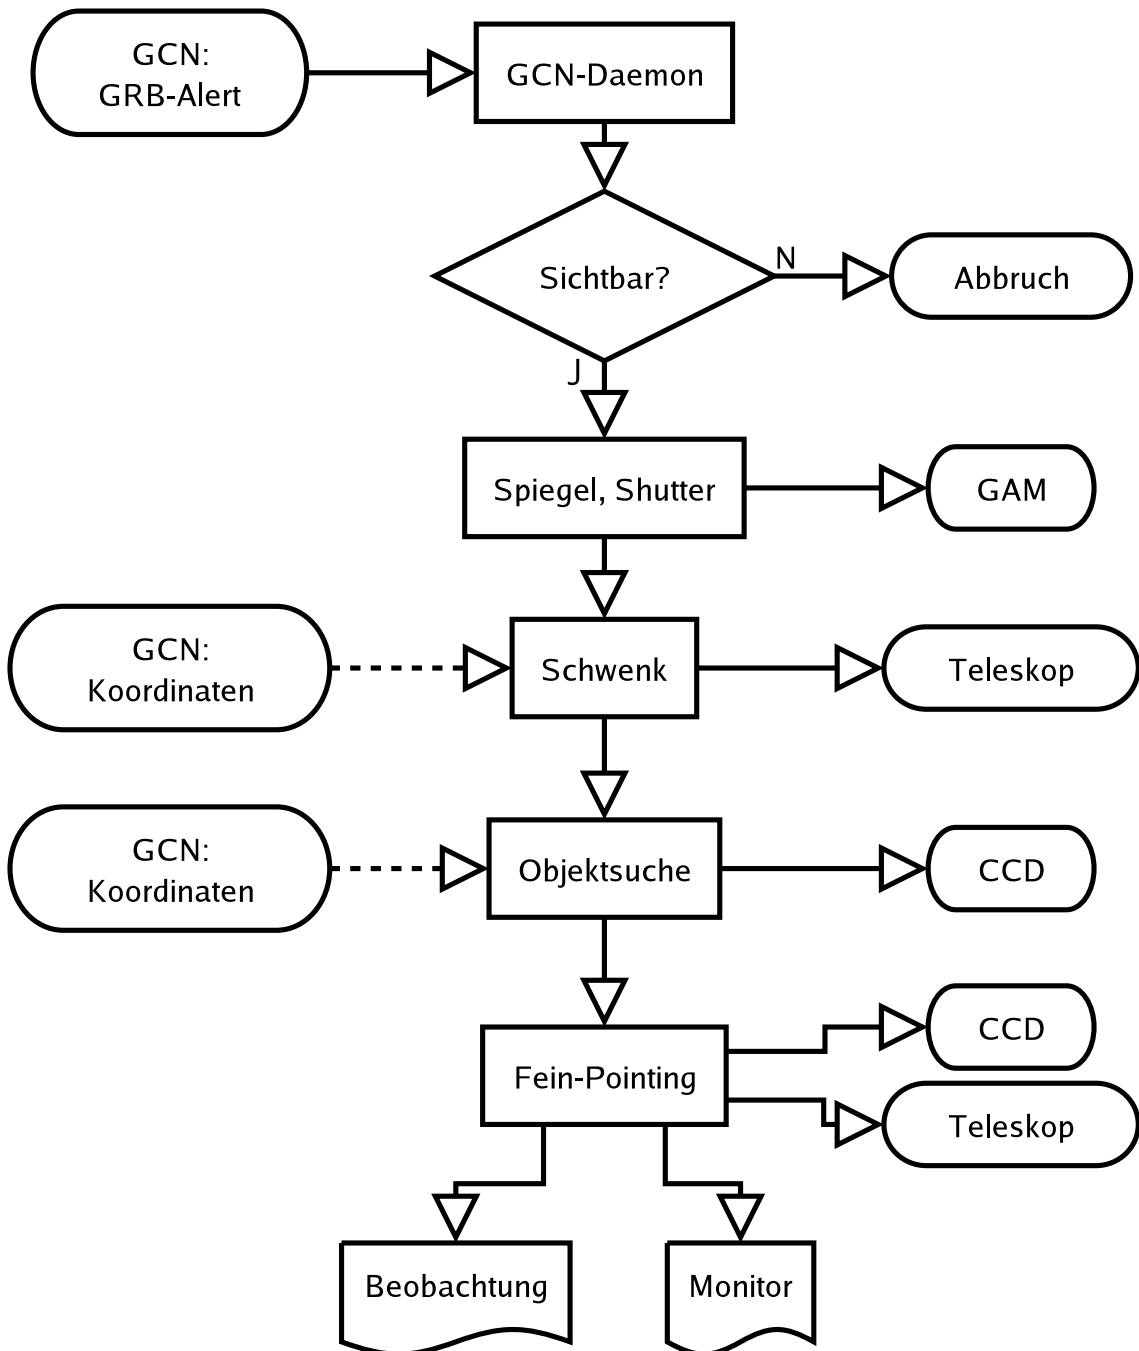 GCN:
GRB-Alert
GCN-Daemon
Sichtbar?
N
Abbruch
J
Spiegel, Shutter
GAM
GCN:
Koordinaten
Schwenk
Teleskop
GCN:
Koordinaten
Objektsuche
CCD
CCD
Fein-Pointing
Teleskop
Beobachtung
Monitor